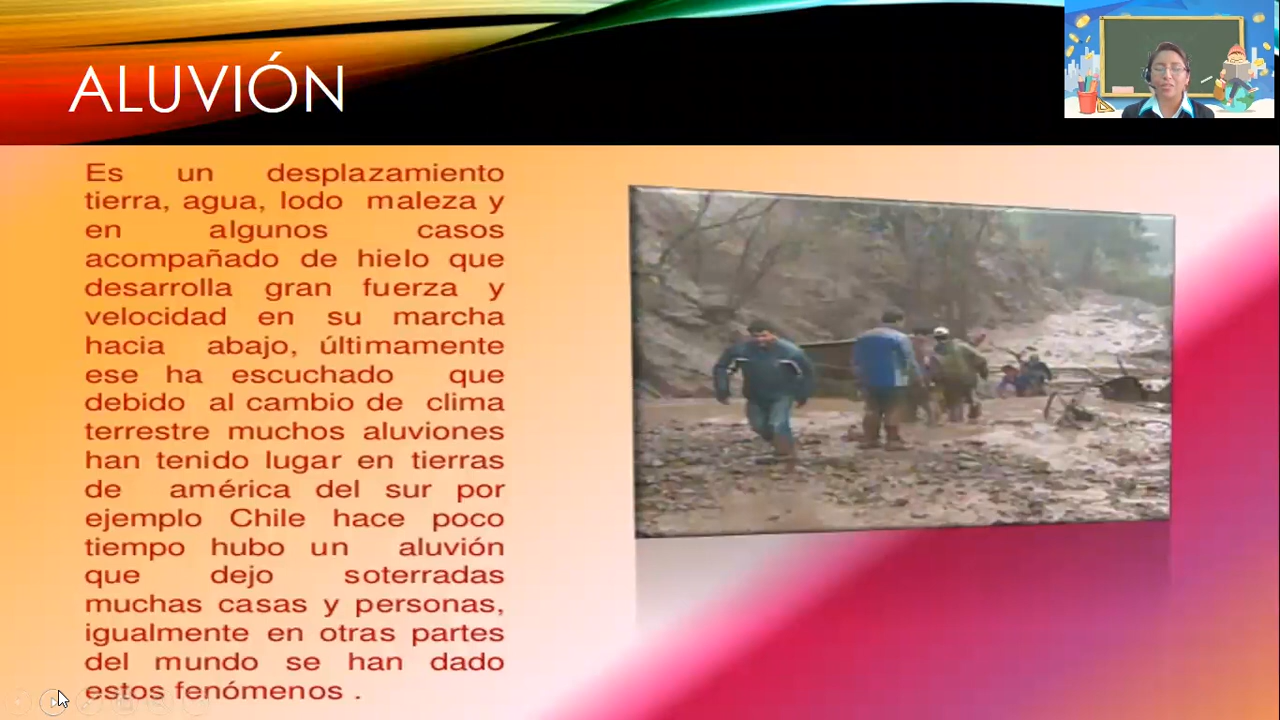 ALUVIÓN
Es un desplazamiento
tierra, agua, lodo maleza y
en algunos casos
acompañado de hielo que
desarrolla gran fuerza y
velocidad en su marcha
hacia abajo, últimamente
ese ha escuchado que
debido al cambio de clima
terrestre muchos aluviones
han tenido lugar en tierras
de américa del sur por
ejemplo Chile hace poco
tiempo hubo un aluvión
que dejo soterradas
muchas casas y personas,
igualmente en otras partes
del mundo se han dado
estos fenómenos .